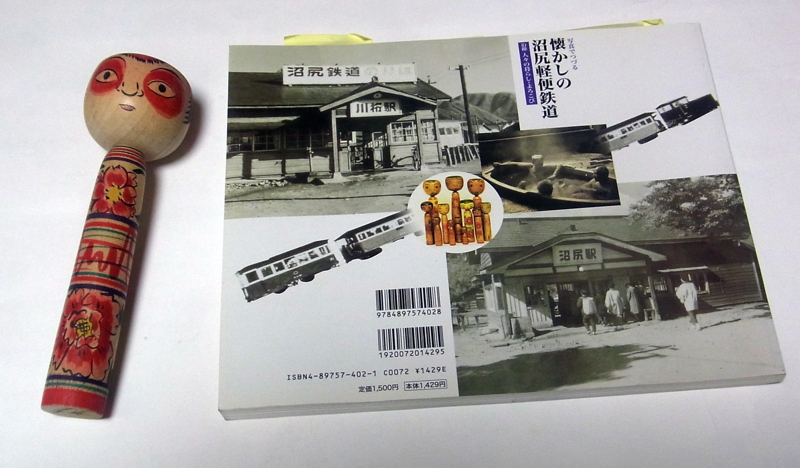 写真でつづる
懐かしの
沼尻軽便鉄道
沼尻鉄道
川桁駅
沼尻駅
9784897574028
1920072014295
ISBN4-89757-402-1 C0072 ¥1429E
定価1,500円 本体1,429円